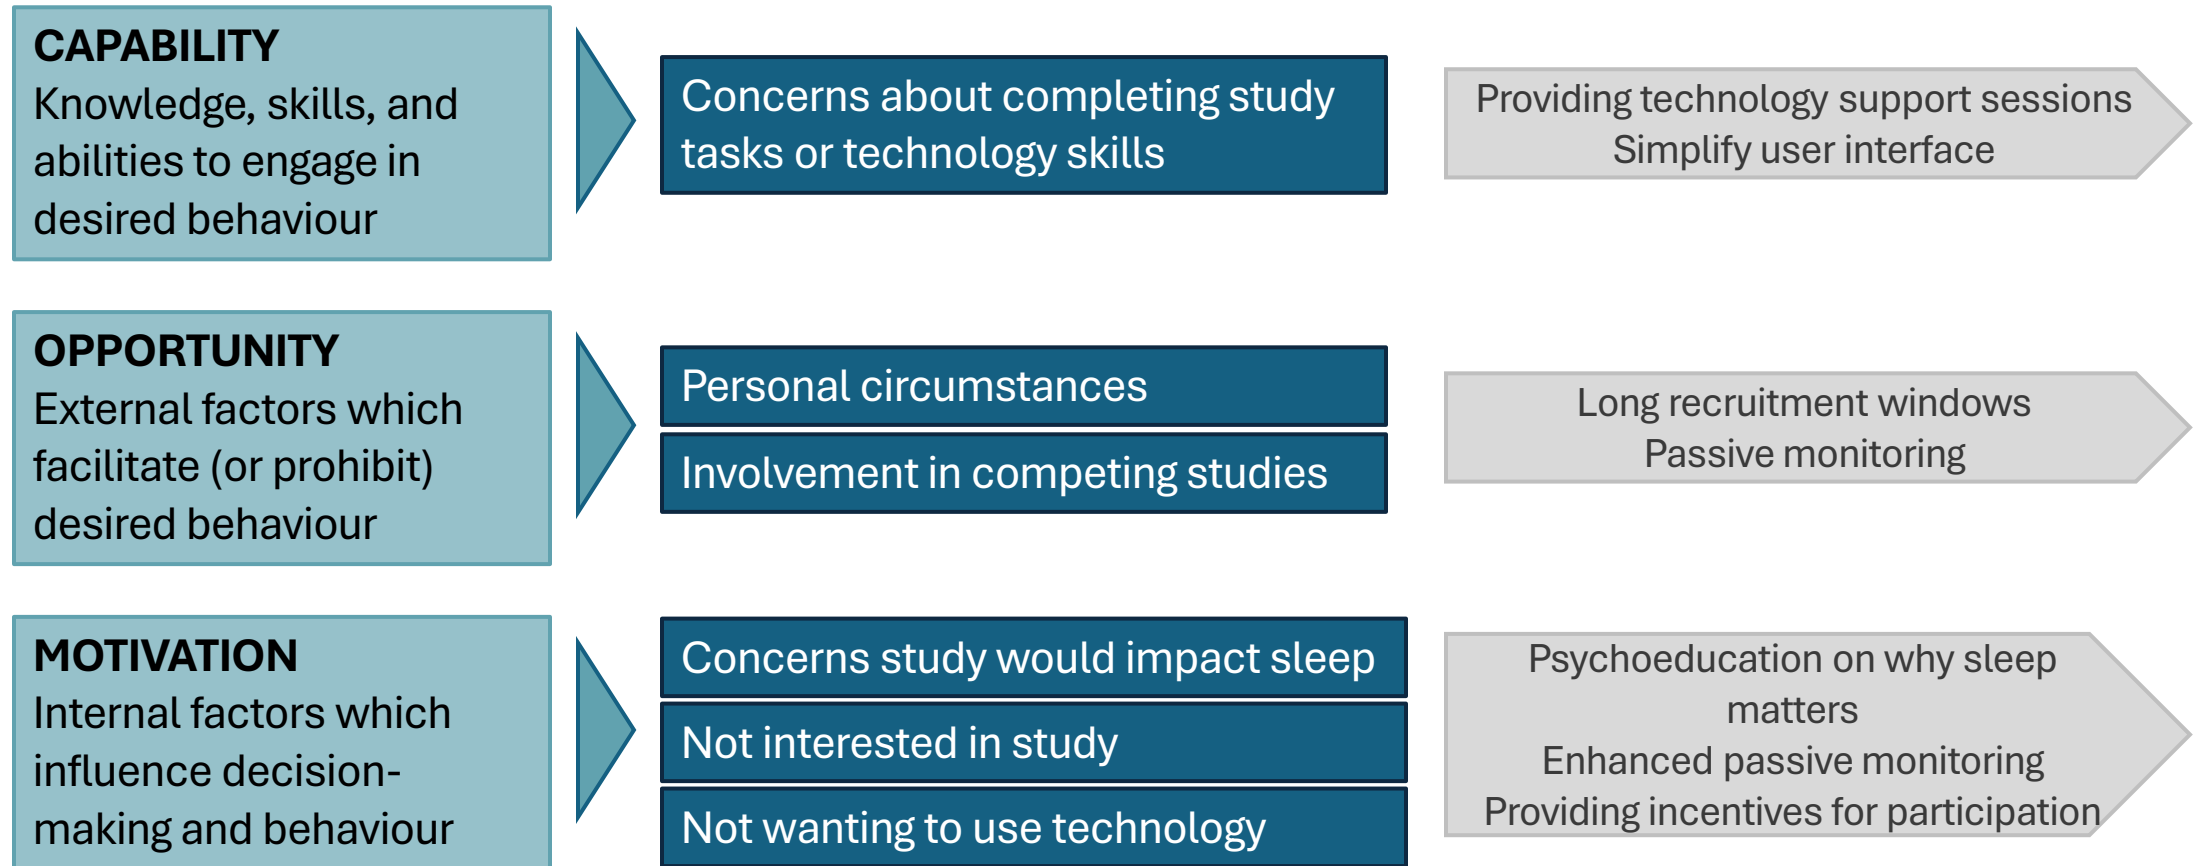 CAPABILITY
Knowledge, skills, and
abilities to engage in
desired behaviour
Concerns about completing study
tasks or technology skills
Providing technology support sessions
Simplify user interface
OPPORTUNITY
External factors which
facilitate (or prohibit)
desired behaviour
Personal circumstances
Involvement in competing studies
Long recruitment windows
Passive monitoring
MOTIVATION
Internal factors which
influence decision-
making and behaviour
Concerns study would impact sleep
Not interested in study
Not wanting to use technology
Psychoeducation on why sleep
matters
Enhanced passive monitoring
Providing incentives for participation